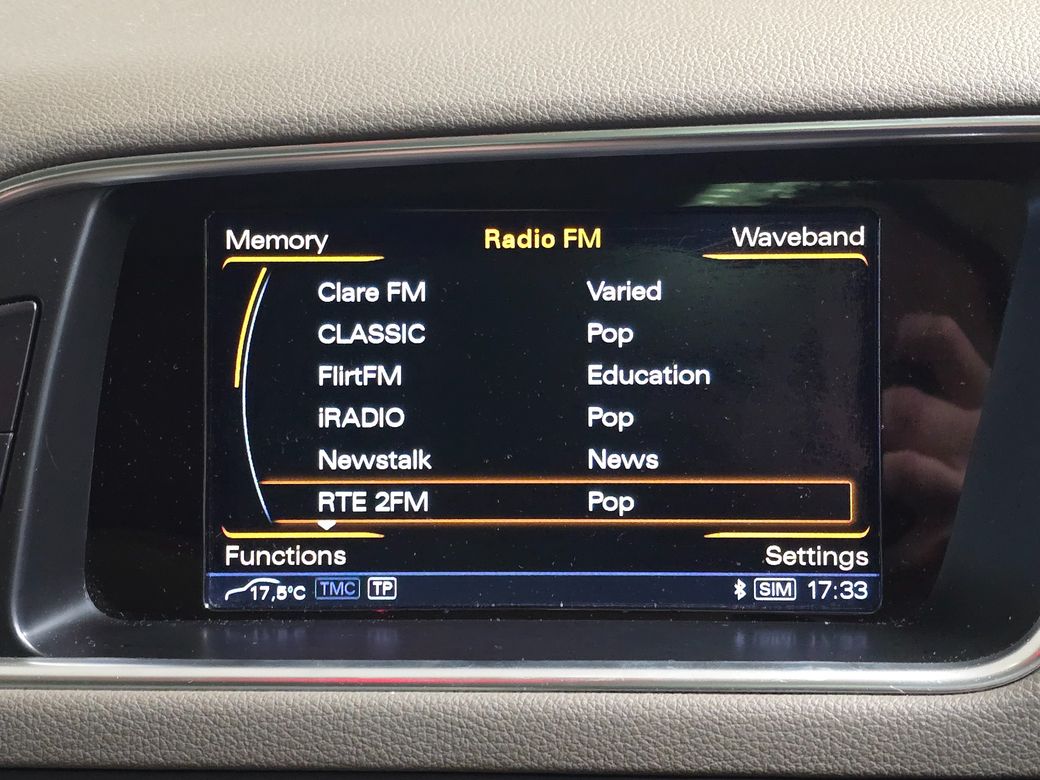 Memory Radio FM Waveband
Clare FM Varied
CLASSIC Pop
FlirtFM Education
iRADIO Pop
Newstalk News
RTE 2FM Pop
Functions Settings
17,5°C TMC TP SIM 17:33